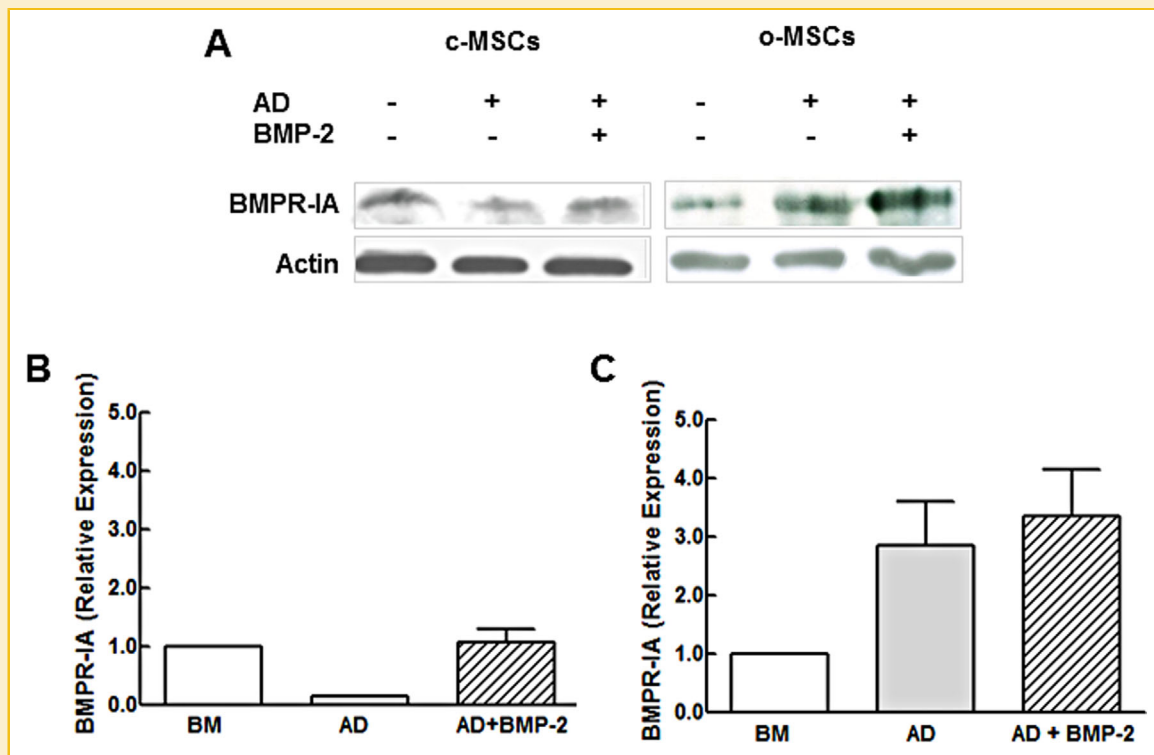 A
c-MSCs o-MSCs
AD - + + - + +
BMP-2 - - + - - +
BMPR-IA
Actin
B
BMPR-IA (Relative Expression)
5.0
4.0
3.0
2.0
1.0
0.0
BM AD AD+BMP-2
C
BMPR-IA (Relative Expression)
5.0
4.0
3.0
2.0
1.0
0.0
BM AD AD + BMP-2